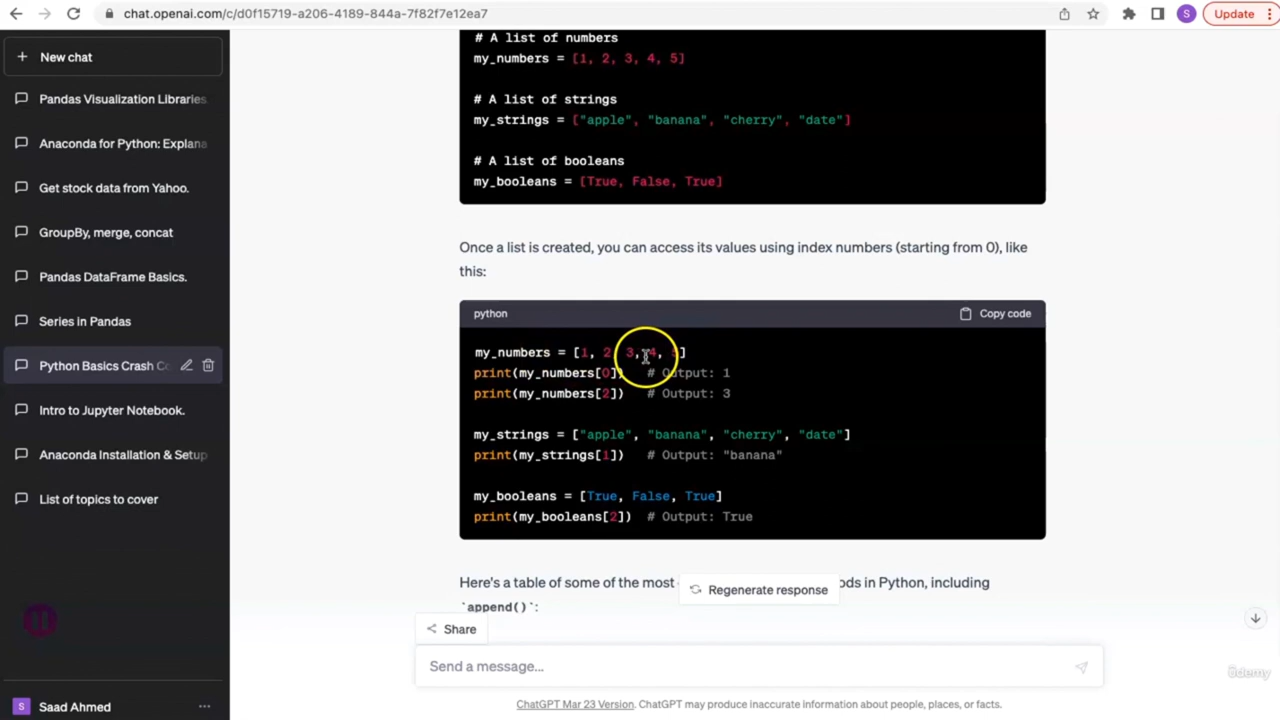 chat.openai.com/c/d0f15719-a206-4189-844a-7f82f7e12ea7
S
Update
+ New chat
Pandas Visualization Libraries
Anaconda for Python: Explana
Get stock data from Yahoo.
GroupBy, merge, concat
Pandas DataFrame Basics.
Series in Pandas
Python Basics Crash Co
Intro to Jupyter Notebook.
Anaconda Installation & Setup
List of topics to cover
S Saad Ahmed ...
# A list of numbers
my_numbers = [1, 2, 3, 4, 5]
# A list of strings
my_strings = ["apple", "banana", "cherry", "date"]
# A list of booleans
my_booleans = [True, False, True]
Once a list is created, you can access its values using index numbers (starting from 0), like
this:
python Copy code
my_numbers = [1, 2, 3, 4, 5]
print(my_numbers[0]) # Output: 1
print(my_numbers[2]) # Output: 3
my_strings = ["apple", "banana", "cherry", "date"]
print(my_strings[1]) # Output: "banana"
my_booleans = [True, False, True]
print(my_booleans[2]) # Output: True
Here's a table of some of the most
Regenerate response
in Python, including
`append()`:
Share
Send a message...
ChatGPT Mar 23 Version. ChatGPT may produce inaccurate information about people, places, or facts.
ûdemy